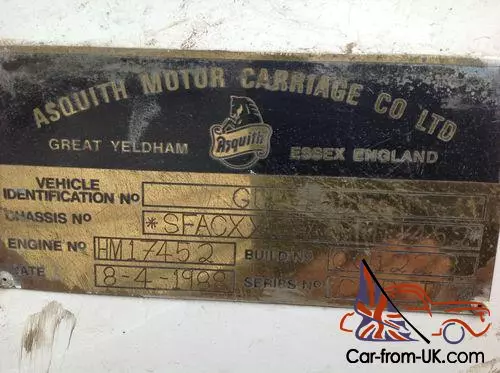 ASQUITH MOTOR CARRIAGE CO LTD
GREAT YELDHAM Asquith ESSEX ENGLAND
VEHICLE
IDENTIFICATION Nº
CHASSIS Nº *SFACXX
ENGINE Nº HM17452 BUILD Nº
DATE 8-4-1988 SERIES Nº
Car-from-UK.com